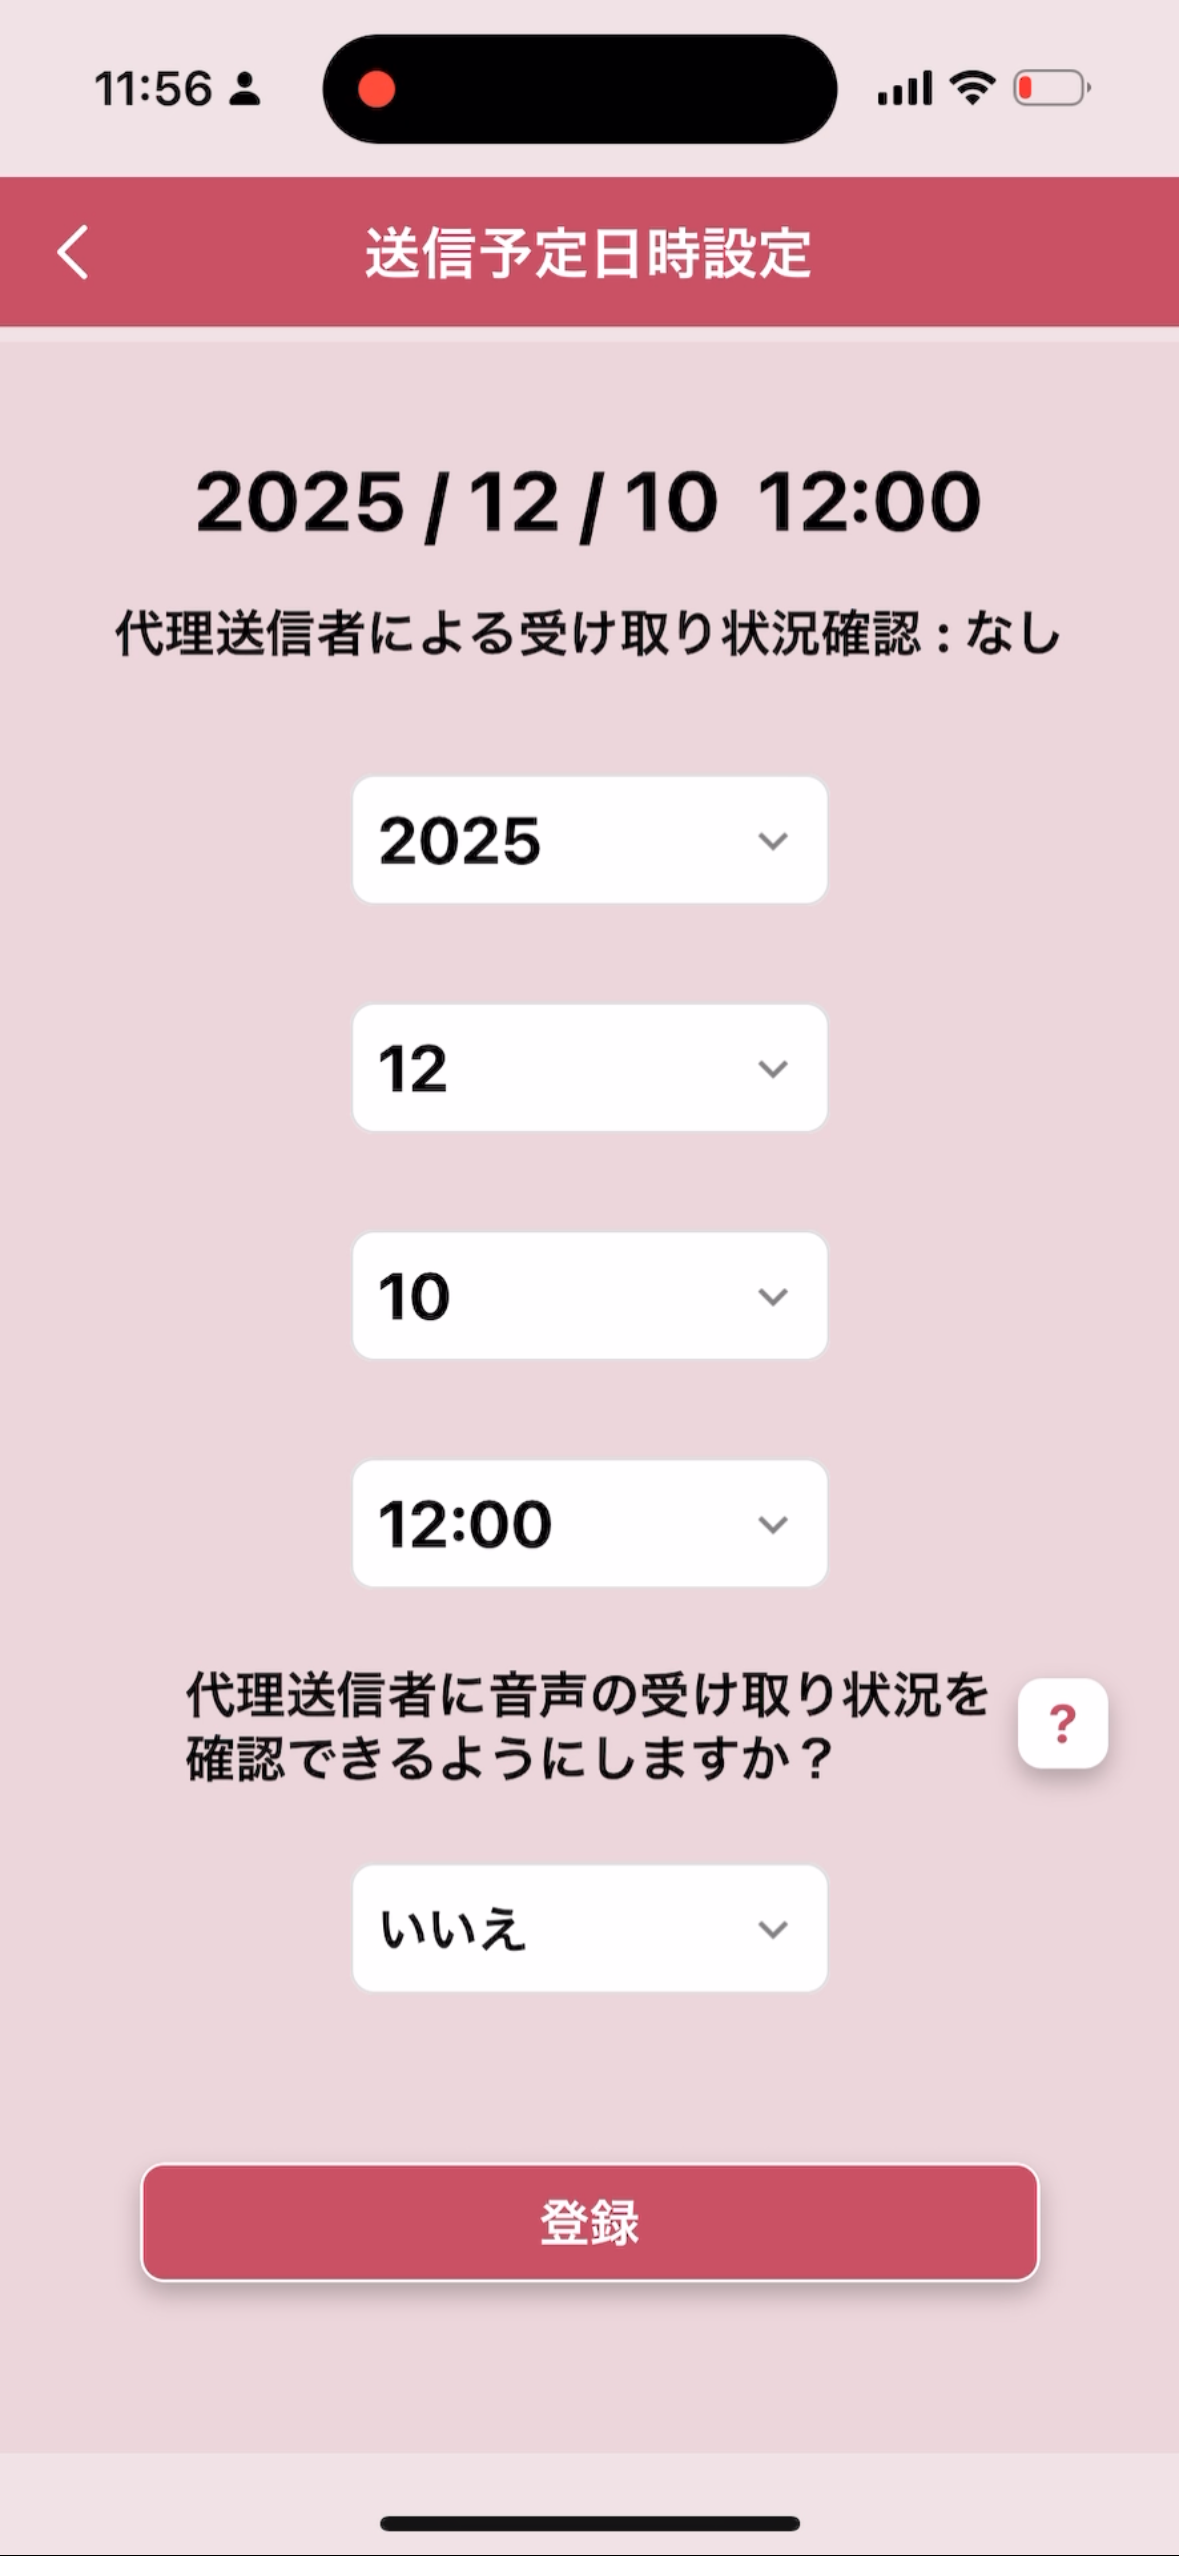 11:56
送信予定日時設定
2025 / 12 / 10 12:00
代理送信者による受け取り状況確認 : なし
2025
12
10
12:00
代理送信者に音声の受け取り状況を
確認できるようにしますか？
?
いいえ
登録